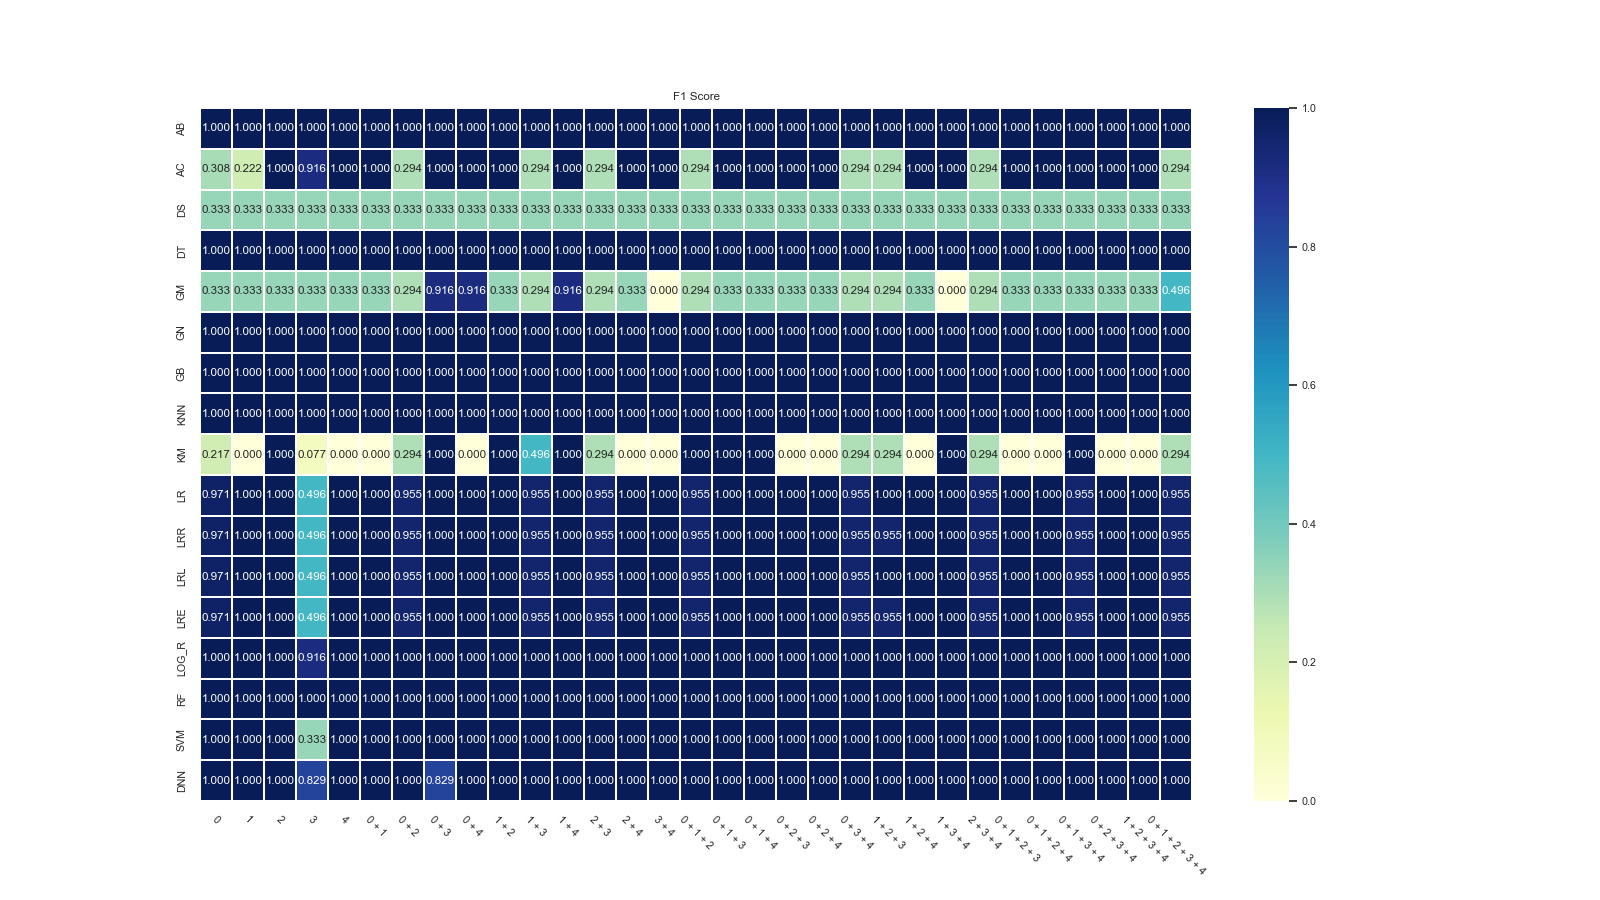 F1 Score
AB 1.000 1.000 1.000 1.000 1.000 1.000 1.000 1.000 1.000 1.000 1.000 1.000 1.000 1.000 1.000 1.000 1.000 1.000 1.000 1.000 1.000 1.000 1.000 1.000 1.000 1.000 1.000 1.000 1.000 1.000 1.000
AC 0.308 0.222 1.000 0.916 1.000 1.000 0.294 1.000 1.000 1.000 0.294 1.000 0.294 1.000 1.000 0.294 1.000 1.000 1.000 1.000 0.294 0.294 1.000 1.000 0.294 1.000 1.000 1.000 1.000 1.000 0.294
DS 0.333 0.333 0.333 0.333 0.333 0.333 0.333 0.333 0.333 0.333 0.333 0.333 0.333 0.333 0.333 0.333 0.333 0.333 0.333 0.333 0.333 0.333 0.333 0.333 0.333 0.333 0.333 0.333 0.333 0.333 0.333
DT 1.000 1.000 1.000 1.000 1.000 1.000 1.000 1.000 1.000 1.000 1.000 1.000 1.000 1.000 1.000 1.000 1.000 1.000 1.000 1.000 1.000 1.000 1.000 1.000 1.000 1.000 1.000 1.000 1.000 1.000 1.000
GM 0.333 0.333 0.333 0.333 0.333 0.333 0.294 0.916 0.916 0.333 0.294 0.916 0.294 0.333 0.000 0.294 0.333 0.333 0.333 0.333 0.294 0.294 0.333 0.000 0.294 0.333 0.333 0.333 0.333 0.333 0.496
GN 1.000 1.000 1.000 1.000 1.000 1.000 1.000 1.000 1.000 1.000 1.000 1.000 1.000 1.000 1.000 1.000 1.000 1.000 1.000 1.000 1.000 1.000 1.000 1.000 1.000 1.000 1.000 1.000 1.000 1.000 1.000
GB 1.000 1.000 1.000 1.000 1.000 1.000 1.000 1.000 1.000 1.000 1.000 1.000 1.000 1.000 1.000 1.000 1.000 1.000 1.000 1.000 1.000 1.000 1.000 1.000 1.000 1.000 1.000 1.000 1.000 1.000 1.000
KNN 1.000 1.000 1.000 1.000 1.000 1.000 1.000 1.000 1.000 1.000 1.000 1.000 1.000 1.000 1.000 1.000 1.000 1.000 1.000 1.000 1.000 1.000 1.000 1.000 1.000 1.000 1.000 1.000 1.000 1.000 1.000
KM 0.217 0.000 1.000 0.077 0.000 0.000 0.294 1.000 0.000 1.000 0.496 1.000 0.294 0.000 0.000 1.000 1.000 1.000 0.000 0.000 0.294 0.294 0.000 1.000 0.294 0.000 0.000 1.000 0.000 0.000 0.294
LR 0.971 1.000 1.000 0.496 1.000 1.000 0.955 1.000 1.000 1.000 0.955 1.000 0.955 1.000 1.000 0.955 1.000 1.000 1.000 1.000 0.955 1.000 1.000 1.000 0.955 1.000 1.000 0.955 1.000 1.000 0.955
LRR 0.971 1.000 1.000 0.496 1.000 1.000 0.955 1.000 1.000 1.000 0.955 1.000 0.955 1.000 1.000 0.955 1.000 1.000 1.000 1.000 0.955 0.955 1.000 1.000 0.955 1.000 1.000 0.955 1.000 1.000 0.955
LRL 0.971 1.000 1.000 0.496 1.000 1.000 0.955 1.000 1.000 1.000 0.955 1.000 0.955 1.000 1.000 0.955 1.000 1.000 1.000 1.000 0.955 1.000 1.000 1.000 0.955 1.000 1.000 0.955 1.000 1.000 0.955
LRE 0.971 1.000 1.000 0.496 1.000 1.000 0.955 1.000 1.000 1.000 0.955 1.000 0.955 1.000 1.000 0.955 1.000 1.000 1.000 1.000 0.955 0.955 1.000 1.000 0.955 1.000 1.000 0.955 1.000 1.000 0.955
LOG_R 1.000 1.000 1.000 0.916 1.000 1.000 1.000 1.000 1.000 1.000 1.000 1.000 1.000 1.000 1.000 1.000 1.000 1.000 1.000 1.000 1.000 1.000 1.000 1.000 1.000 1.000 1.000 1.000 1.000 1.000 1.000
RF 1.000 1.000 1.000 1.000 1.000 1.000 1.000 1.000 1.000 1.000 1.000 1.000 1.000 1.000 1.000 1.000 1.000 1.000 1.000 1.000 1.000 1.000 1.000 1.000 1.000 1.000 1.000 1.000 1.000 1.000 1.000
SVM 1.000 1.000 1.000 0.333 1.000 1.000 1.000 1.000 1.000 1.000 1.000 1.000 1.000 1.000 1.000 1.000 1.000 1.000 1.000 1.000 1.000 1.000 1.000 1.000 1.000 1.000 1.000 1.000 1.000 1.000 1.000
DNN 1.000 1.000 1.000 0.829 1.000 1.000 1.000 0.829 1.000 1.000 1.000 1.000 1.000 1.000 1.000 1.000 1.000 1.000 1.000 1.000 1.000 1.000 1.000 1.000 1.000 1.000 1.000 1.000 1.000 1.000 1.000
0
1
2
3
4
0 + 1
0 + 2
0 + 3
0 + 4
1 + 2
1 + 3
1 + 4
2 + 3
2 + 4
3 + 4
0 + 1 + 2
0 + 1 + 3
0 + 1 + 4
0 + 2 + 3
0 + 2 + 4
0 + 3 + 4
1 + 2 + 3
1 + 2 + 4
1 + 3 + 4
2 + 3 + 4
0 + 1 + 2 + 3
0 + 1 + 2 + 4
0 + 1 + 3 + 4
0 + 2 + 3 + 4
1 + 2 + 3 + 4
0 + 1 + 2 + 3 + 4
1.0
0.8
0.6
0.4
0.2
0.0